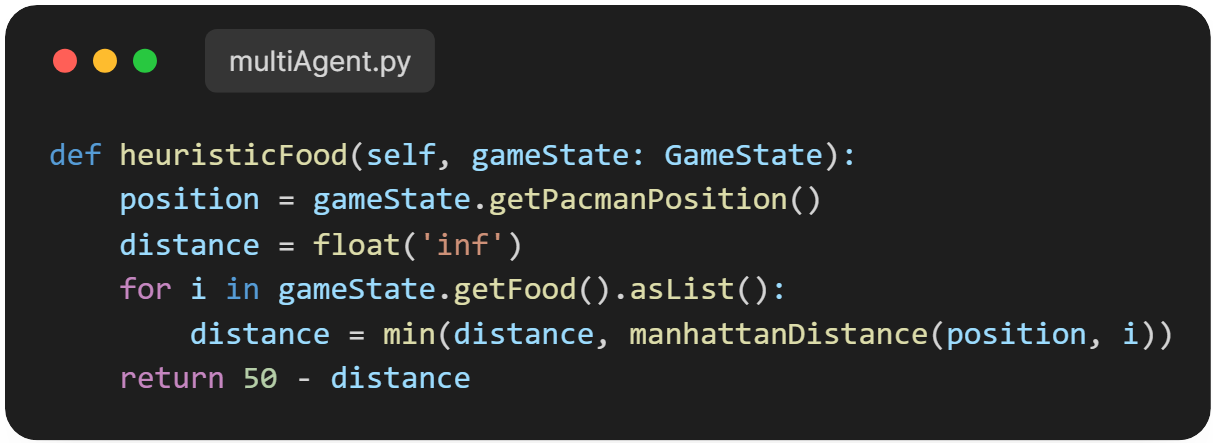 multiAgent.py
def heuristicFood(self, gameState: GameState):
    position = gameState.getPacmanPosition()
    distance = float('inf')
    for i in gameState.getFood().asList():
        distance = min(distance, manhattanDistance(position, i))
    return 50 - distance